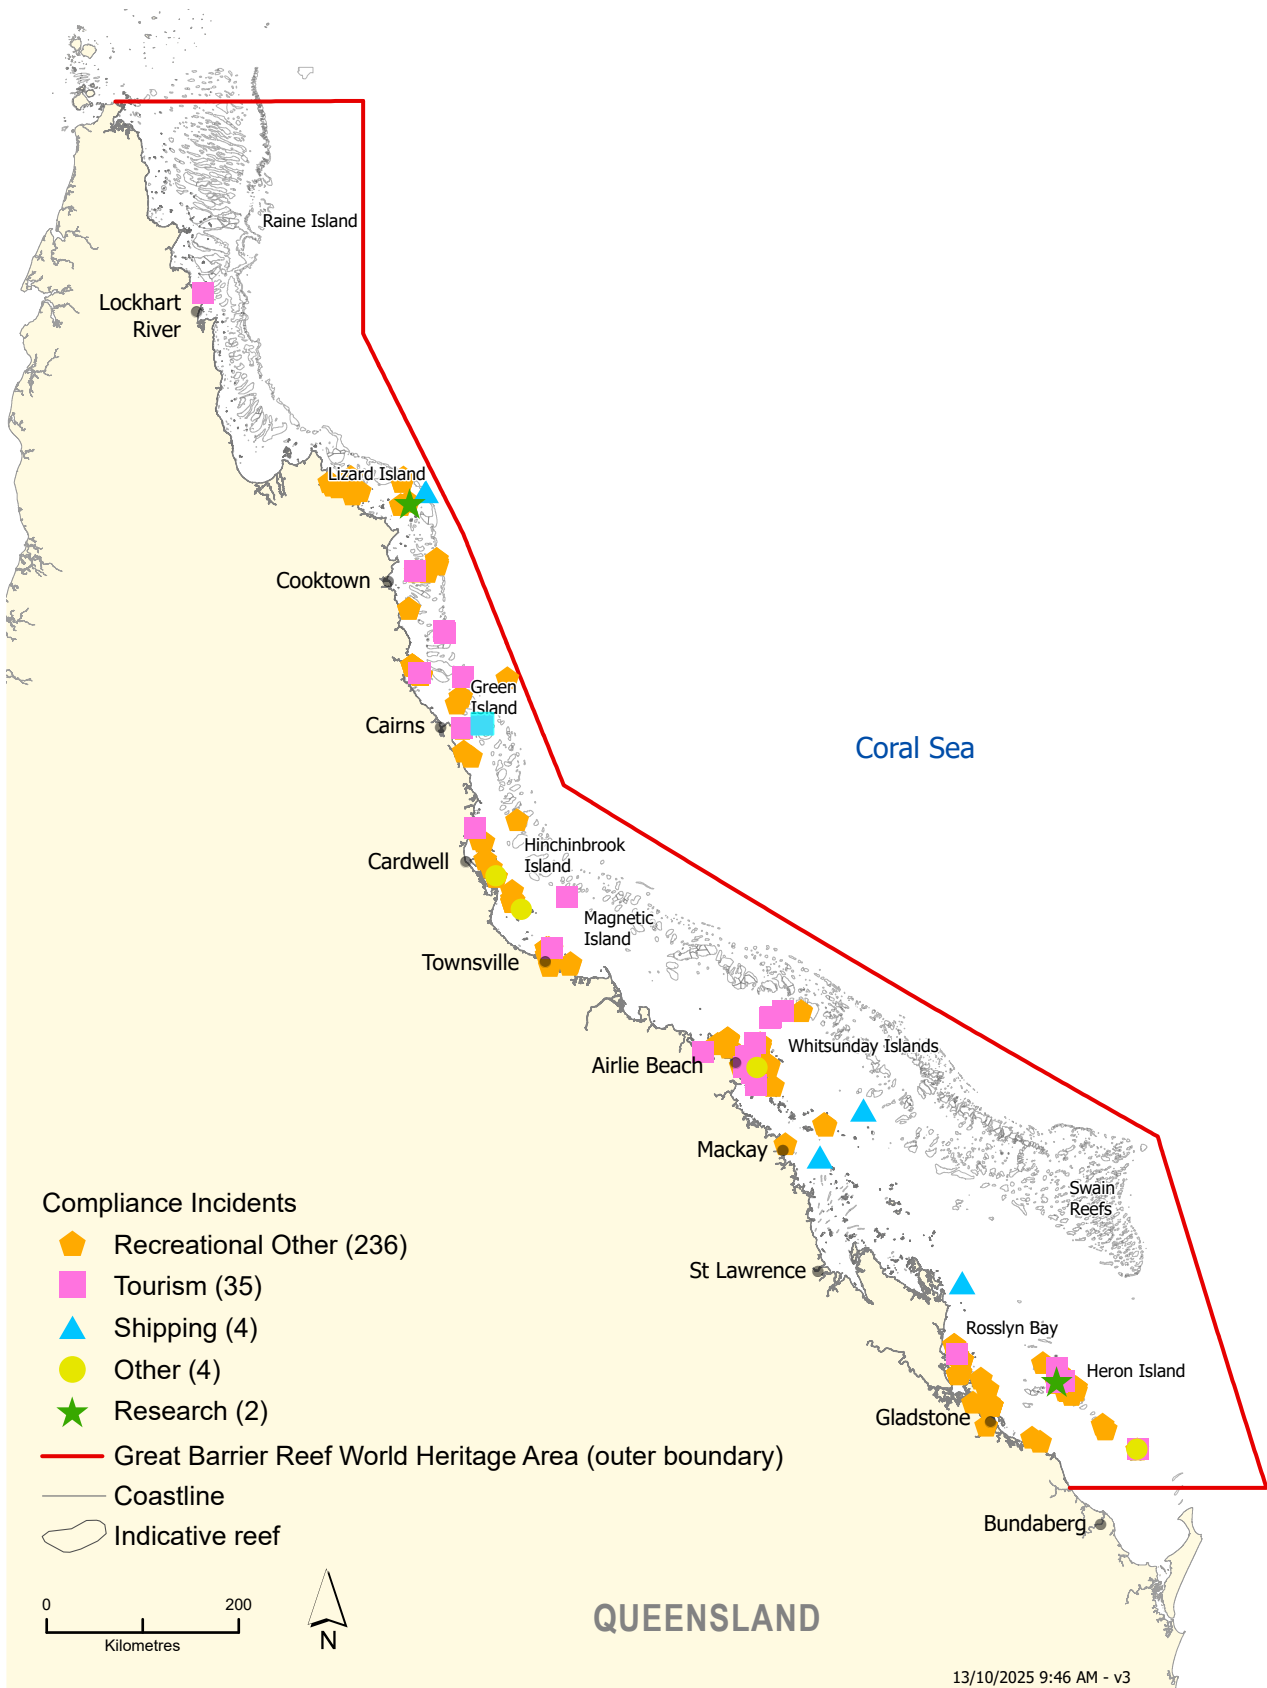 Raine Island
Lockhart
River
Lizard Island
Cooktown
Green
Island
Cairns
Coral Sea
Hinchinbrook
Island
Cardwell
Magnetic
Island
Townsville
Whitsunday Islands
Airlie Beach
Mackay
Swain
Reefs
St Lawrence
Rosslyn Bay
Heron Island
Gladstone
Bundaberg
Compliance Incidents
Recreational Other (236)
Tourism (35)
Shipping (4)
Other (4)
Research (2)
Great Barrier Reef World Heritage Area (outer boundary)
Coastline
Indicative reef
0 200
Kilometres
N
QUEENSLAND
13/10/2025 9:46 AM - v3